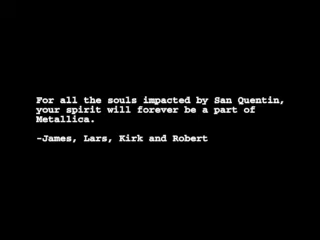 For all the souls impacted by San Quentin,
your spirit will forever be a part of
Metallica.
-James, Lars, Kirk and Robert